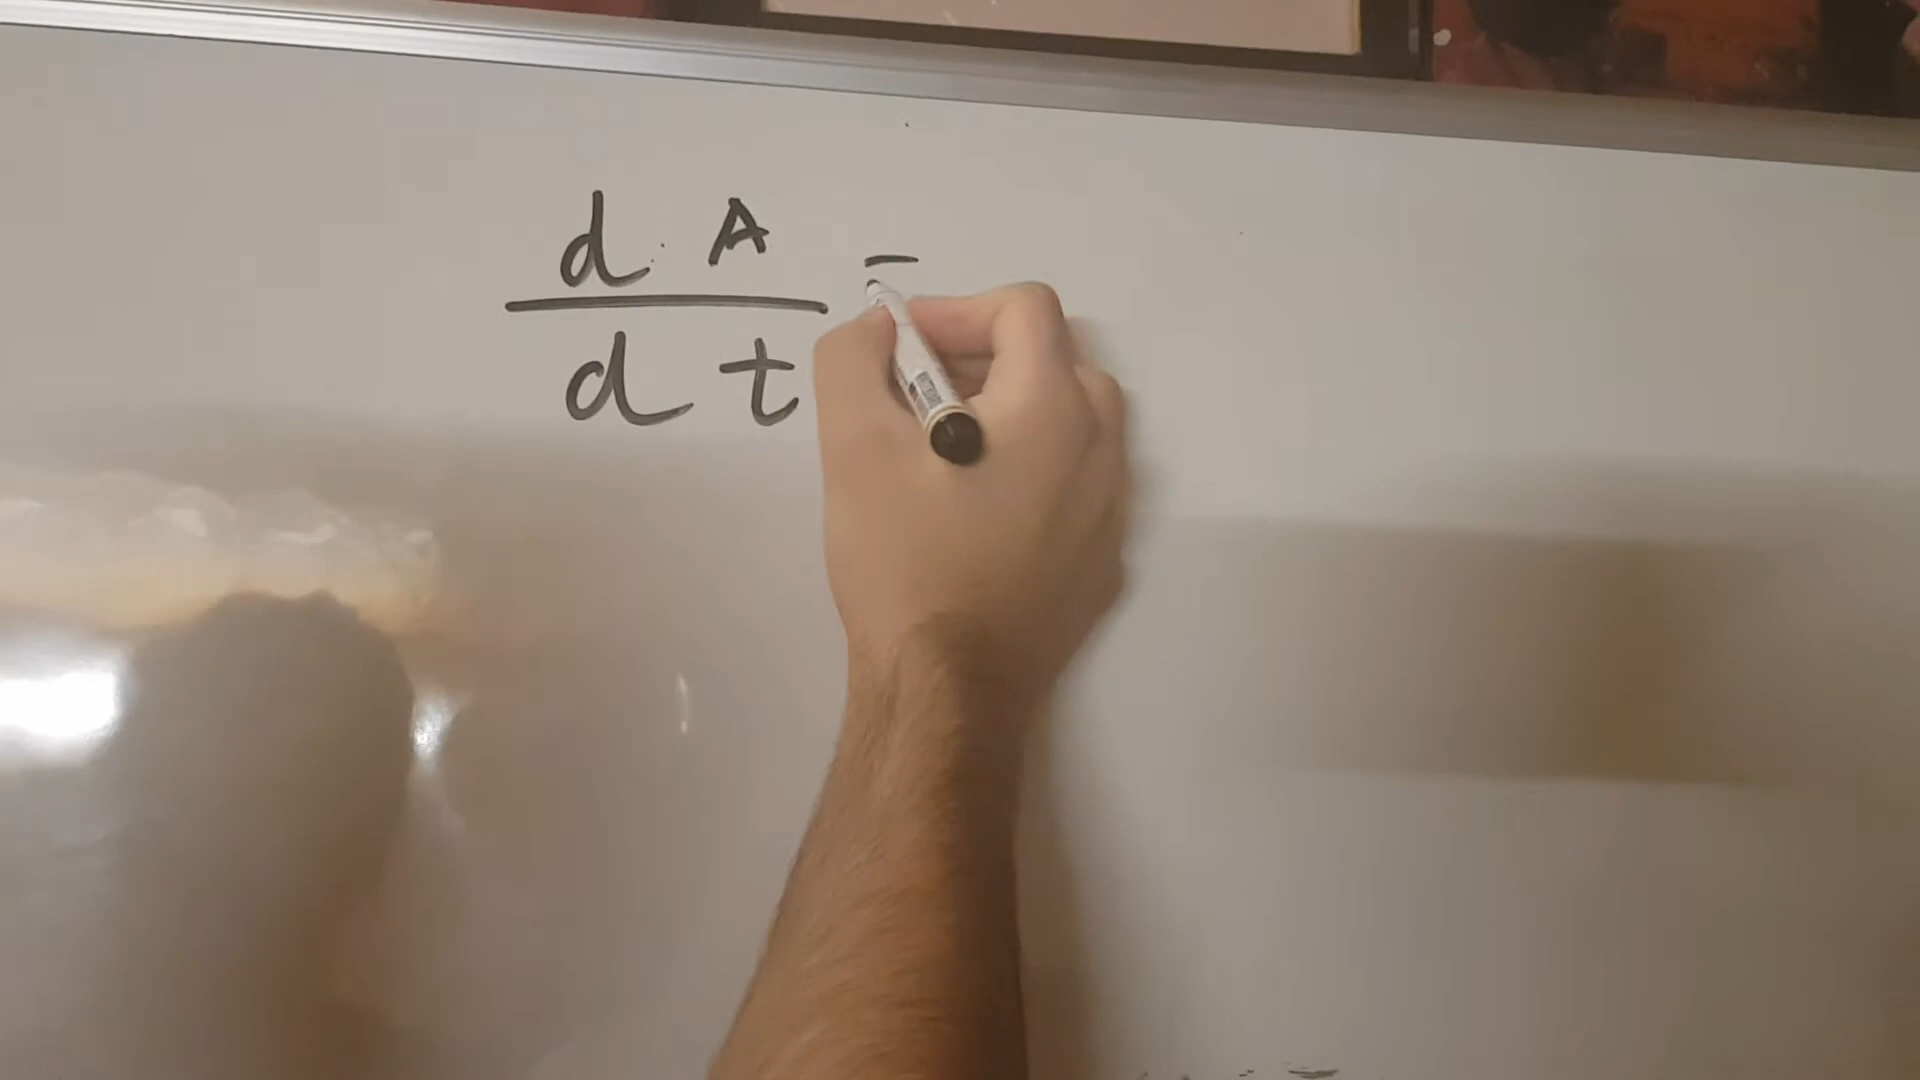 dA/dt =